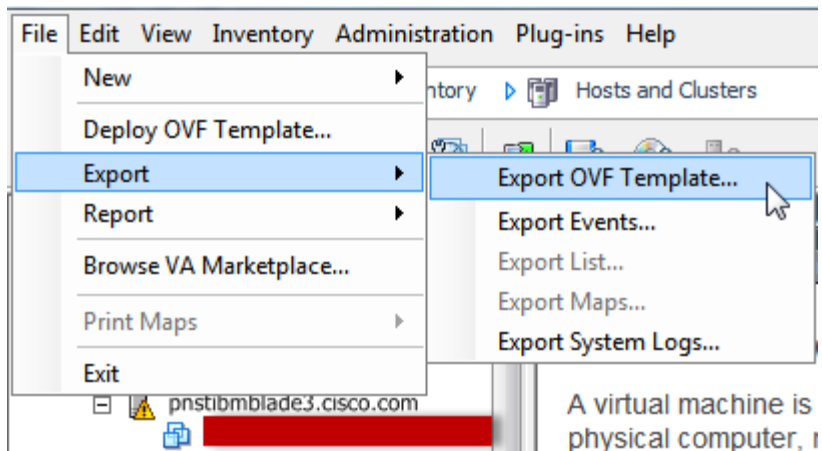 File Edit View Inventory Administration Plug-ins Help
New
Hosts and Clusters
Deploy OVF Template...
Export
Export OVF Template...
Report
Export Events...
Browse VA Marketplace...
Export List...
Print Maps
Export Maps...
Export System Logs...
Exit
pnstibmblade3.cisco.com
A virtual machine is
physical computer,